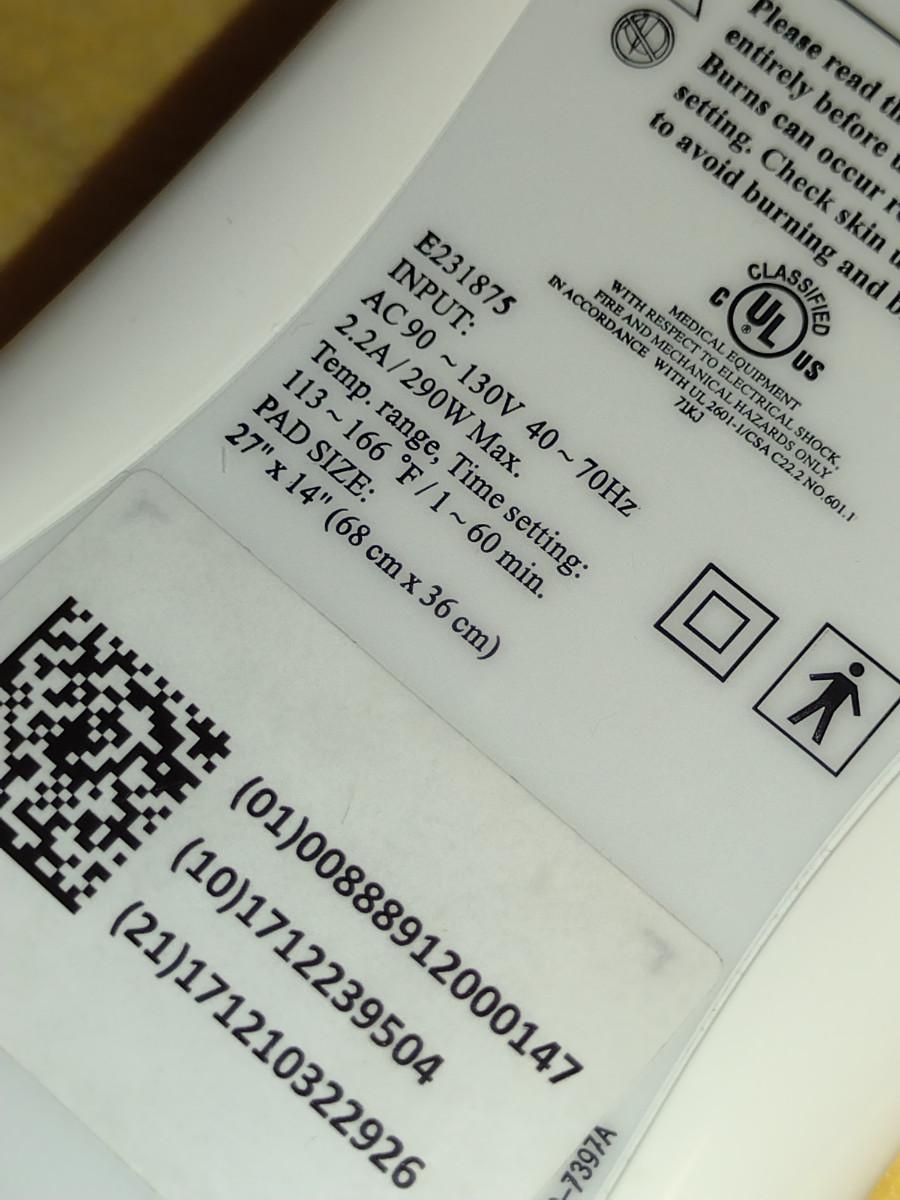 Please read th
entirely before u
Burns can occur re
setting. Check skin u
to avoid burning and b
CLASSIFIED
C UL US
®
MEDICAL EQUIPMENT
WITH RESPECT TO ELECTRICAL SHOCK,
FIRE AND MECHANICAL HAZARDS ONLY
IN ACCORDANCE WITH UL 2601-1/CSA C22.2 NO.601.1
71KJ
E231875
INPUT:
AC 90 ~ 130V 40 ~ 70Hz
2.2A / 290W Max.
Temp. range, Time setting:
113 ~ 166 °F / 1 ~ 60 min.
PAD SIZE:
27" x 14" (68 cm x 36 cm)
(01)00888912000147
(10)1712239504
(21)171210322926
-7397A